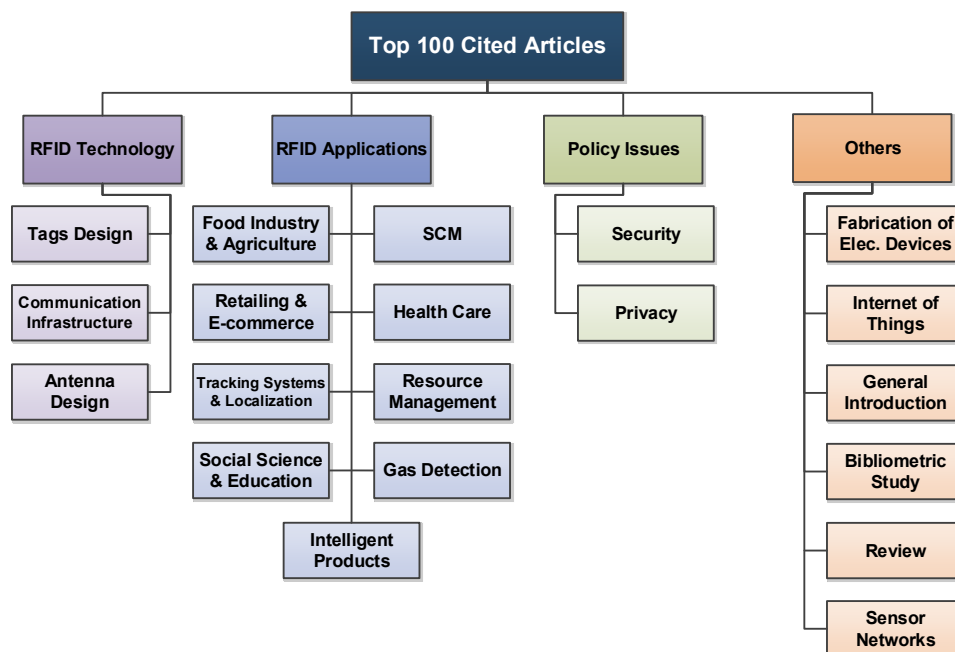 Top 100 Cited Articles
RFID Technology
RFID Applications
Policy Issues
Others
Tags Design
Communication
Infrastructure
Antenna
Design
Food Industry
& Agriculture
SCM
Retailing &
E-commerce
Health Care
Tracking Systems
& Localization
Resource
Management
Social Science
& Education
Gas Detection
Intelligent
Products
Security
Privacy
Fabrication of
Elec. Devices
Internet of
Things
General
Introduction
Bibliometric
Study
Review
Sensor
Networks